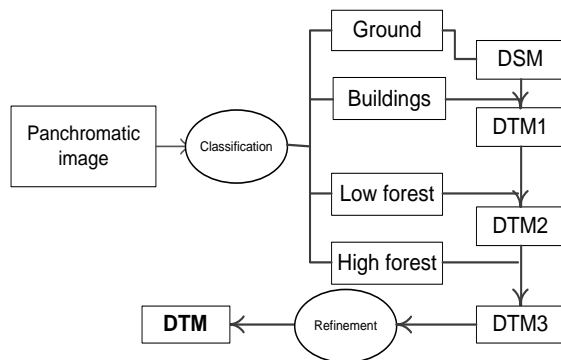 Ground
DSM
Buildings
Panchromatic
image
Classification
DTM1
Low forest
DTM2
High forest
DTM
Refinement
DTM3